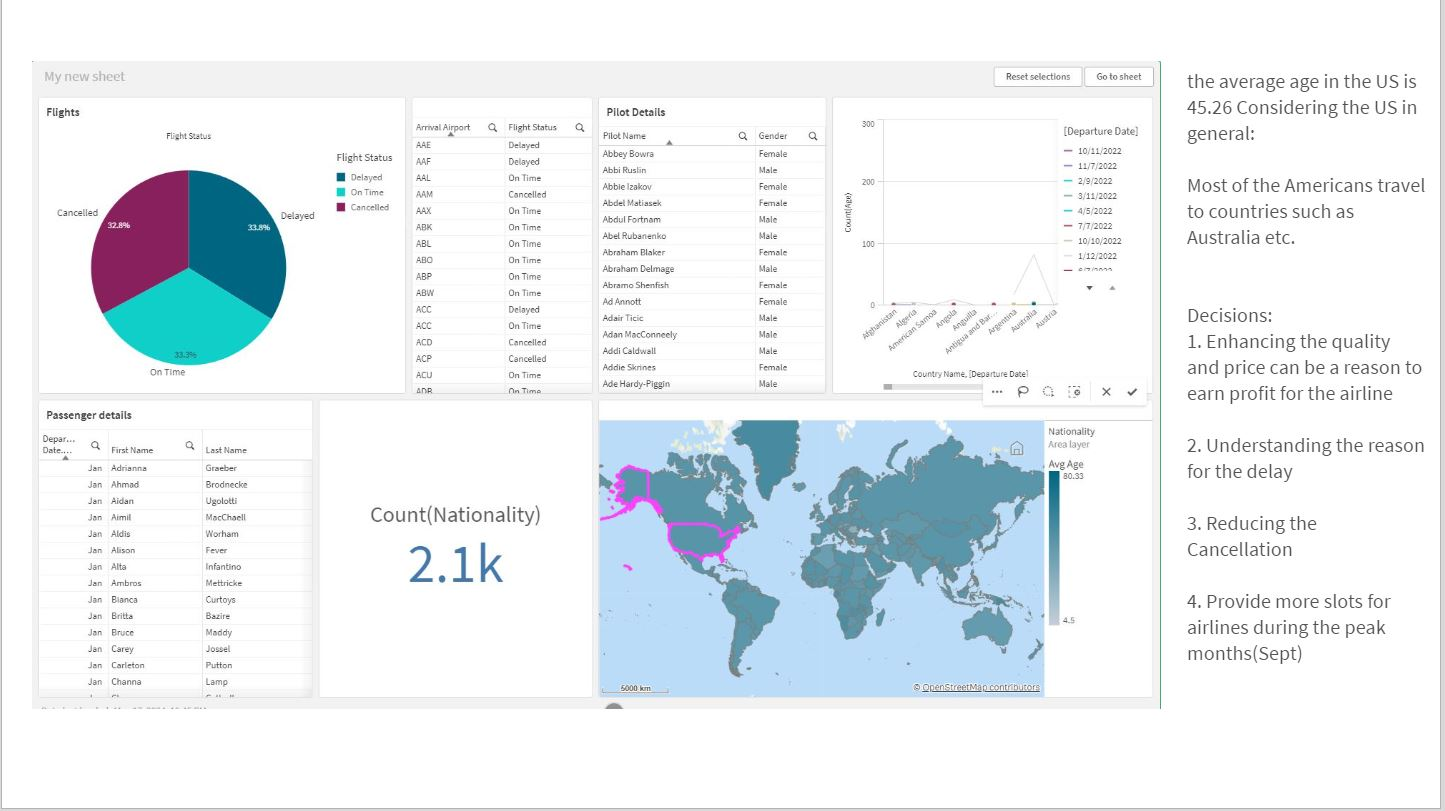 My new sheet
Reset selections
Go to sheet
Flights
Flight Status
Flight Status
Delayed
On Time
Cancelled
Cancelled
32.8%
33.8%
Delayed
33.3%
On Time
Arrival Airport Flight Status
AAE Delayed
AAF Delayed
AAL On Time
AAM Cancelled
AAX On Time
ABK On Time
ABL On Time
ABO On Time
ABP On Time
ABW On Time
ACC Delayed
ACC On Time
ACD Cancelled
ACP Cancelled
ACU On Time
ADB On Time
Pilot Details
Pilot Name Gender
Abbey Bowra Female
Abbi Ruslin Male
Abbie Izakov Female
Abdel Matiasek Female
Abdul Fortnam Male
Abel Rubanenko Male
Abraham Blaker Female
Abraham Delmage Male
Abramo Shenfish Female
Ad Annott Female
Adair Ticic Male
Adan MacConneely Male
Addi Caldwall Male
Addie Skrines Female
Ade Hardy-Piggin Male
300
200
100
0
Count(Age)
Afghanistan
Algeria
American Samoa
Angola
Anguilla
Antigua and Bar...
Argentina
Australia
Austria
Country Name, [Departure Date]
[Departure Date]
10/11/2022
11/7/2022
2/9/2022
3/11/2022
4/5/2022
7/7/2022
10/10/2022
1/12/2022
6/7/2022
Passenger details
Depar...
Date.... First Name Last Name
Jan Adrianna Graeber
Jan Ahmad Brodnecke
Jan Aidan Ugolotti
Jan Aimil MacChaell
Jan Aldis Worham
Jan Alison Fever
Jan Alta Infantino
Jan Ambros Mettricke
Jan Bianca Curtoys
Jan Britta Bazire
Jan Bruce Maddy
Jan Carey Jossel
Jan Carleton Putton
Jan Channa Lamp
Count(Nationality)
2.1k
Nationality
Area layer
Avg Age
80.33
4.5
5000 km
© OpenStreetMap contributors
the average age in the US is
45.26 Considering the US in
general:
Most of the Americans travel
to countries such as
Australia etc.
Decisions:
1. Enhancing the quality
and price can be a reason to
earn profit for the airline
2. Understanding the reason
for the delay
3. Reducing the
Cancellation
4. Provide more slots for
airlines during the peak
months(Sept)